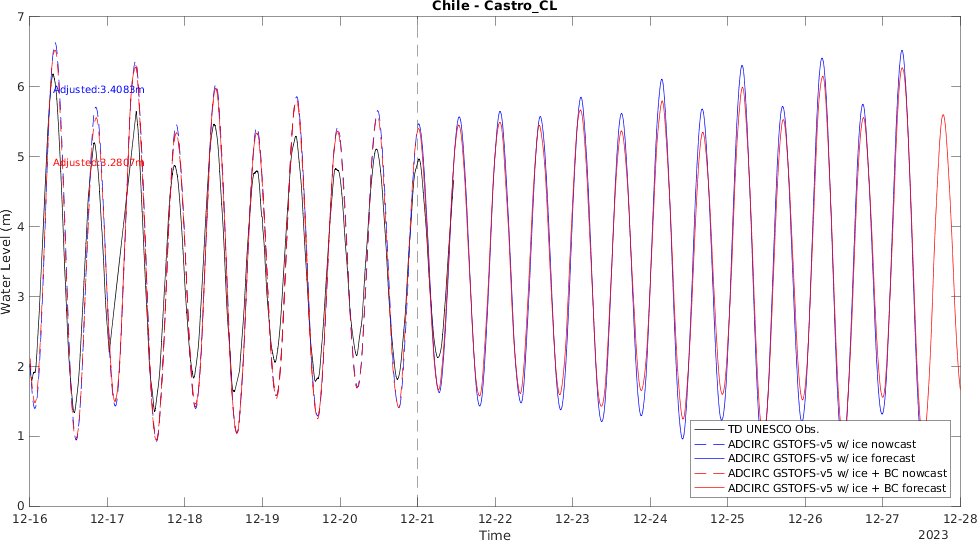 Chile - Castro_CL
Water Level (m)
7
6
5
4
3
2
1
0
Adjusted:3.4083m
Adjusted:3.2807m
TD UNESCO Obs.
ADCIRC GSTOFS-v5 w/ ice nowcast
ADCIRC GSTOFS-v5 w/ ice forecast
ADCIRC GSTOFS-v5 w/ ice + BC nowcast
ADCIRC GSTOFS-v5 w/ ice + BC forecast
12-16 12-17 12-18 12-19 12-20 12-21 12-22 12-23 12-24 12-25 12-26 12-27 12-28
Time
2023